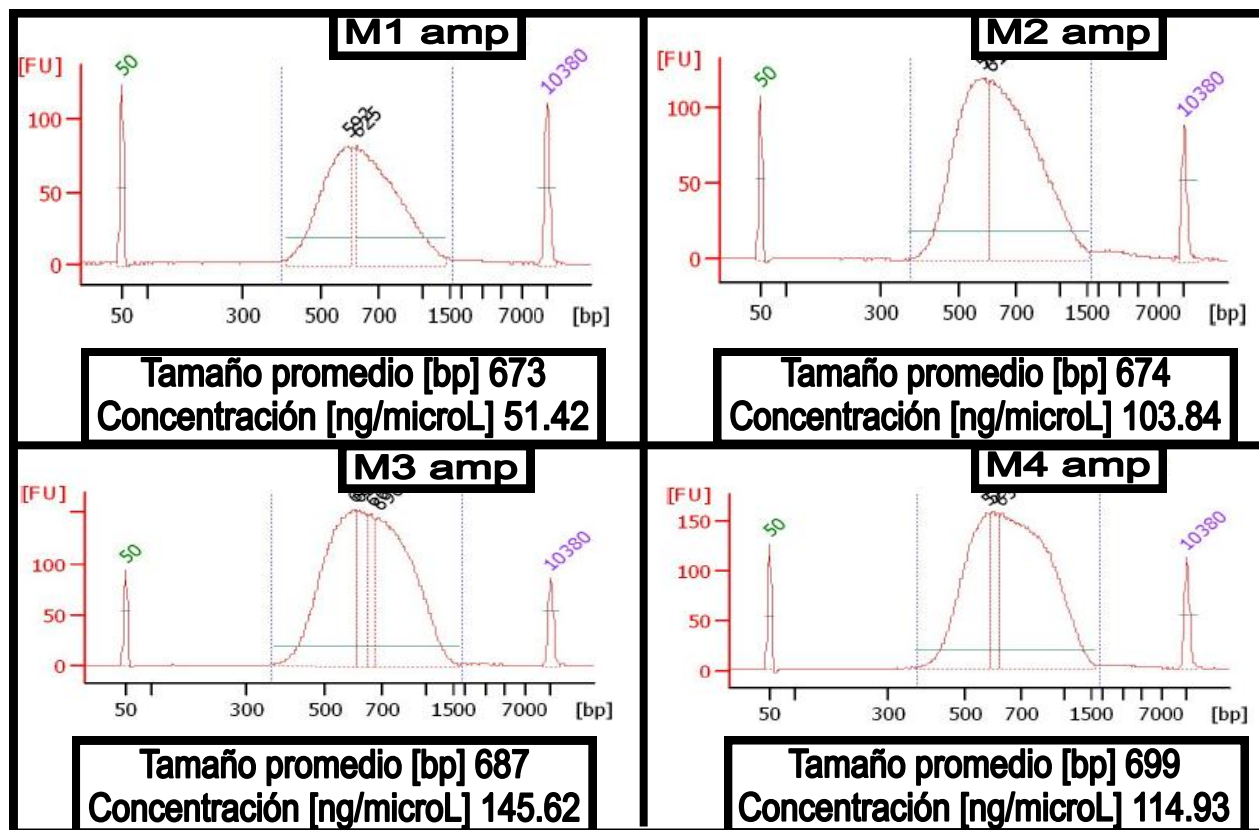 M1 amp
[FU]
50
592
625
10380
100
50
0
50 300 500 700 1500 7000 [bp]
Tamaño promedio [bp] 673
Concentración [ng/microL] 51.42
M2 amp
[FU]
50
10380
100
50
0
50 300 500 700 1500 7000 [bp]
Tamaño promedio [bp] 674
Concentración [ng/microL] 103.84
M3 amp
[FU]
50
10380
100
50
0
50 300 500 700 1500 7000 [bp]
Tamaño promedio [bp] 687
Concentración [ng/microL] 145.62
M4 amp
[FU]
50
10380
150
100
50
0
50 300 500 700 1500 7000 [bp]
Tamaño promedio [bp] 699
Concentración [ng/microL] 114.93